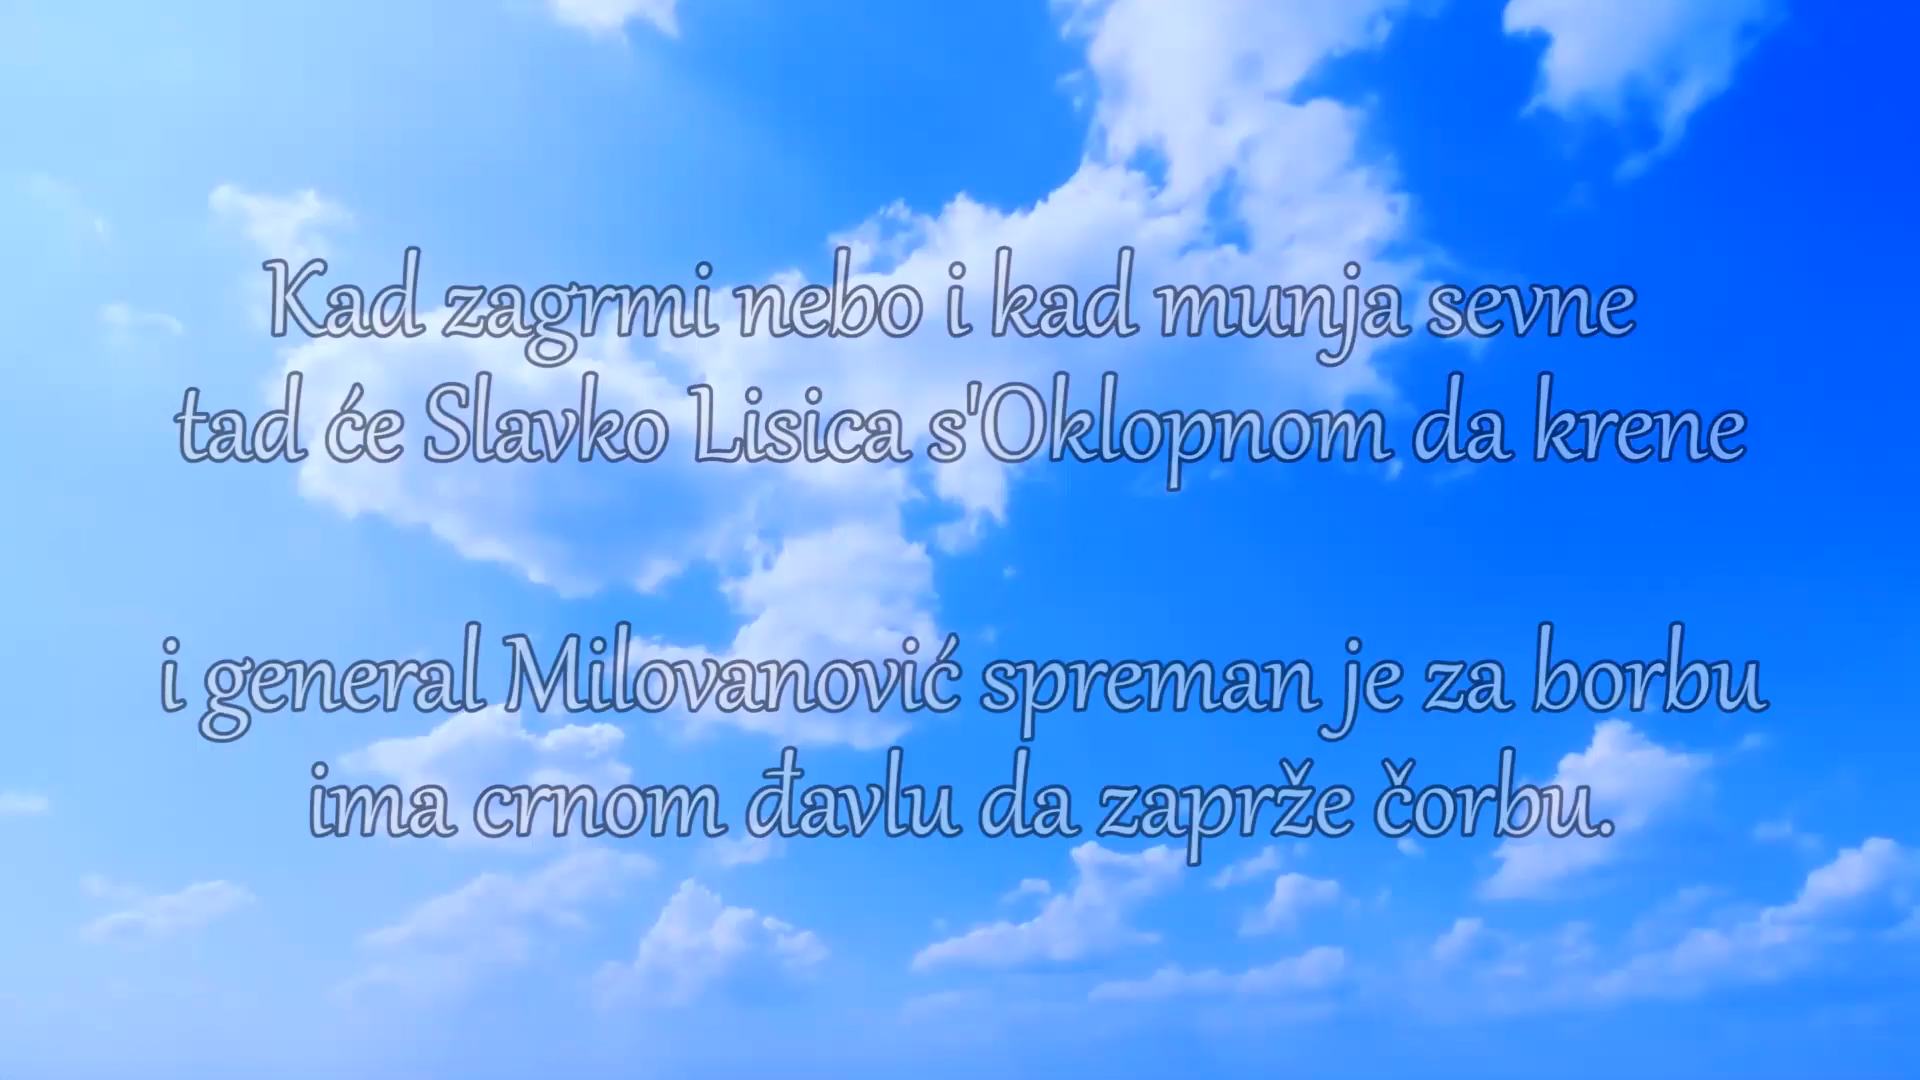 Kad zagrmi nebo i kad munja sevne
tad će Slavko Lisica s'Oklopnom da krene
i general Milovanović spreman je za borbu
ima crnom đavlu da zaprže čorbu.